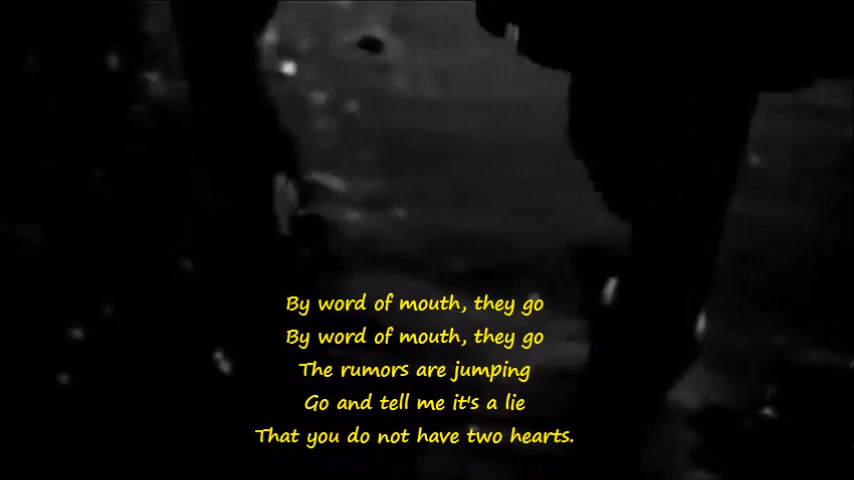 By word of mouth, they go
By word of mouth, they go
The rumors are jumping
Go and tell me it's a lie
That you do not have two hearts.